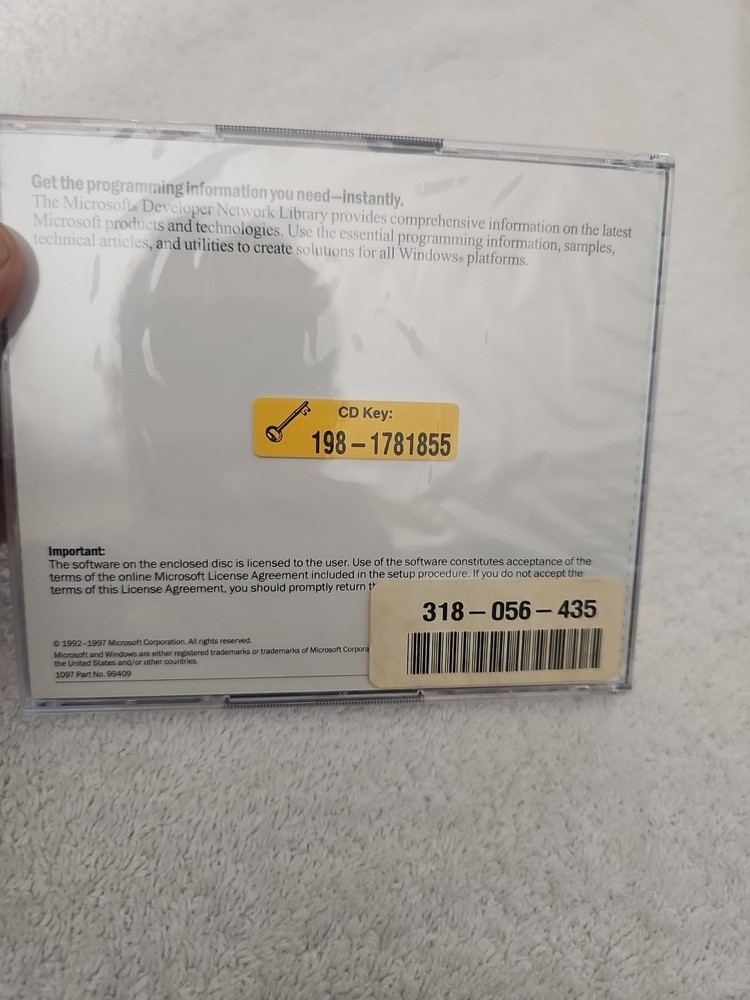 Get the programming information you need—instantly.
The Microsoft® Developer Network Library provides comprehensive information on the latest
Microsoft products and technologies. Use the essential programming information, samples,
technical articles, and utilities to create solutions for all Windows® platforms.
CD Key:
198–1781855
Important:
The software on the enclosed disc is licensed to the user. Use of the software constitutes acceptance of the
terms of the online Microsoft License Agreement included in the setup procedure. If you do not accept the
terms of this License Agreement, you should promptly return
318–056–435
© 1992–1997 Microsoft Corporation. All rights reserved.
Microsoft and Windows are either registered trademarks or trademarks of Microsoft Corpora
the United States and/or other countries.
1097 Part No. 99409